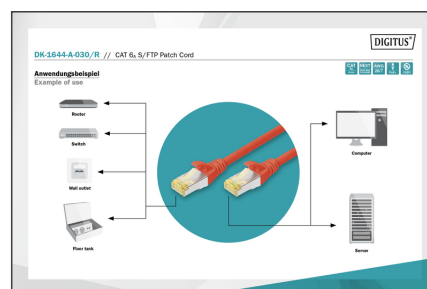 DIGITUS®
DK-1644-A-030/R // CAT 6A S/FTP Patch Cord
Anwendungsbeispiel
Example of use
Router
Switch
Wall outlet
Floor tank
Computer
Server